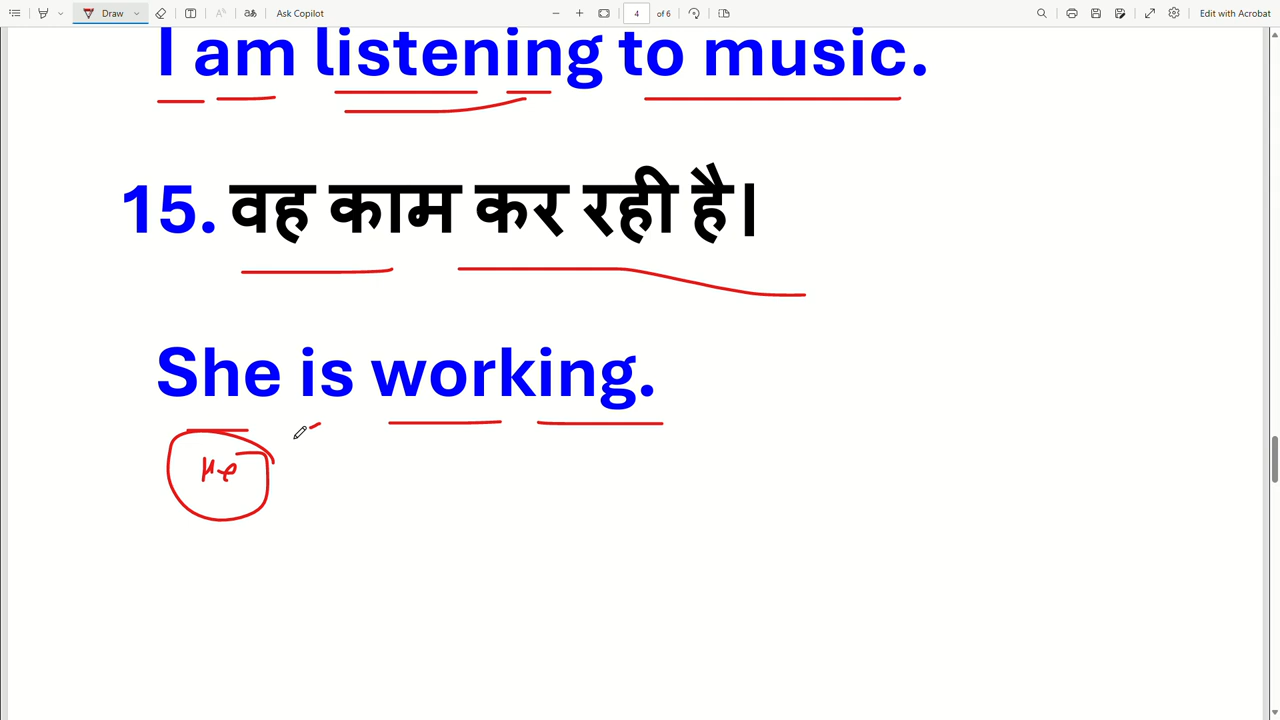 Draw Ask Copilot 4 of 6 Edit with Acrobat
I am listening to music.
15. वह काम कर रही है।
She is working.
He